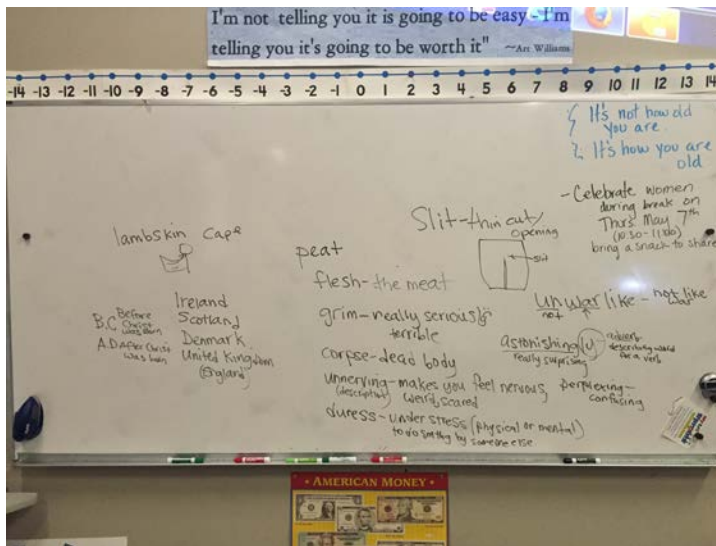 I'm not telling you it is going to be easy - I'm
telling you it's going to be worth it" ~Art Williams
-14 -13 -12 -11 -10 -9 -8 -7 -6 -5 -4 -3 -2 -1 0 1 2 3 4 5 6 7 8 9 10 11 12 13 14
It's not how old
you are.
It's how you are
old
- Celebrate women
during break on
Thurs May 7th
(10:50-11:00)
bring a snack to share
lambskin cape
Before
B.C Christ
was born
A.D After Christ
was born
Ireland
Scotland
Denmark
United Kingdom
(England)
Slit-thin cut/
opening
slit
peat
flesh-the meat
grim-really serious
terrible
corpse-dead body
unnerving-makes you feel nervous,
(description) weird, scared
duress-under stress (physical or mental)
to do by someone else
unwarlike-not like
not war
astonishingly
really surprising
adverb-
describing word
for a verb
perplexing-
confusing
AMERICAN MONEY